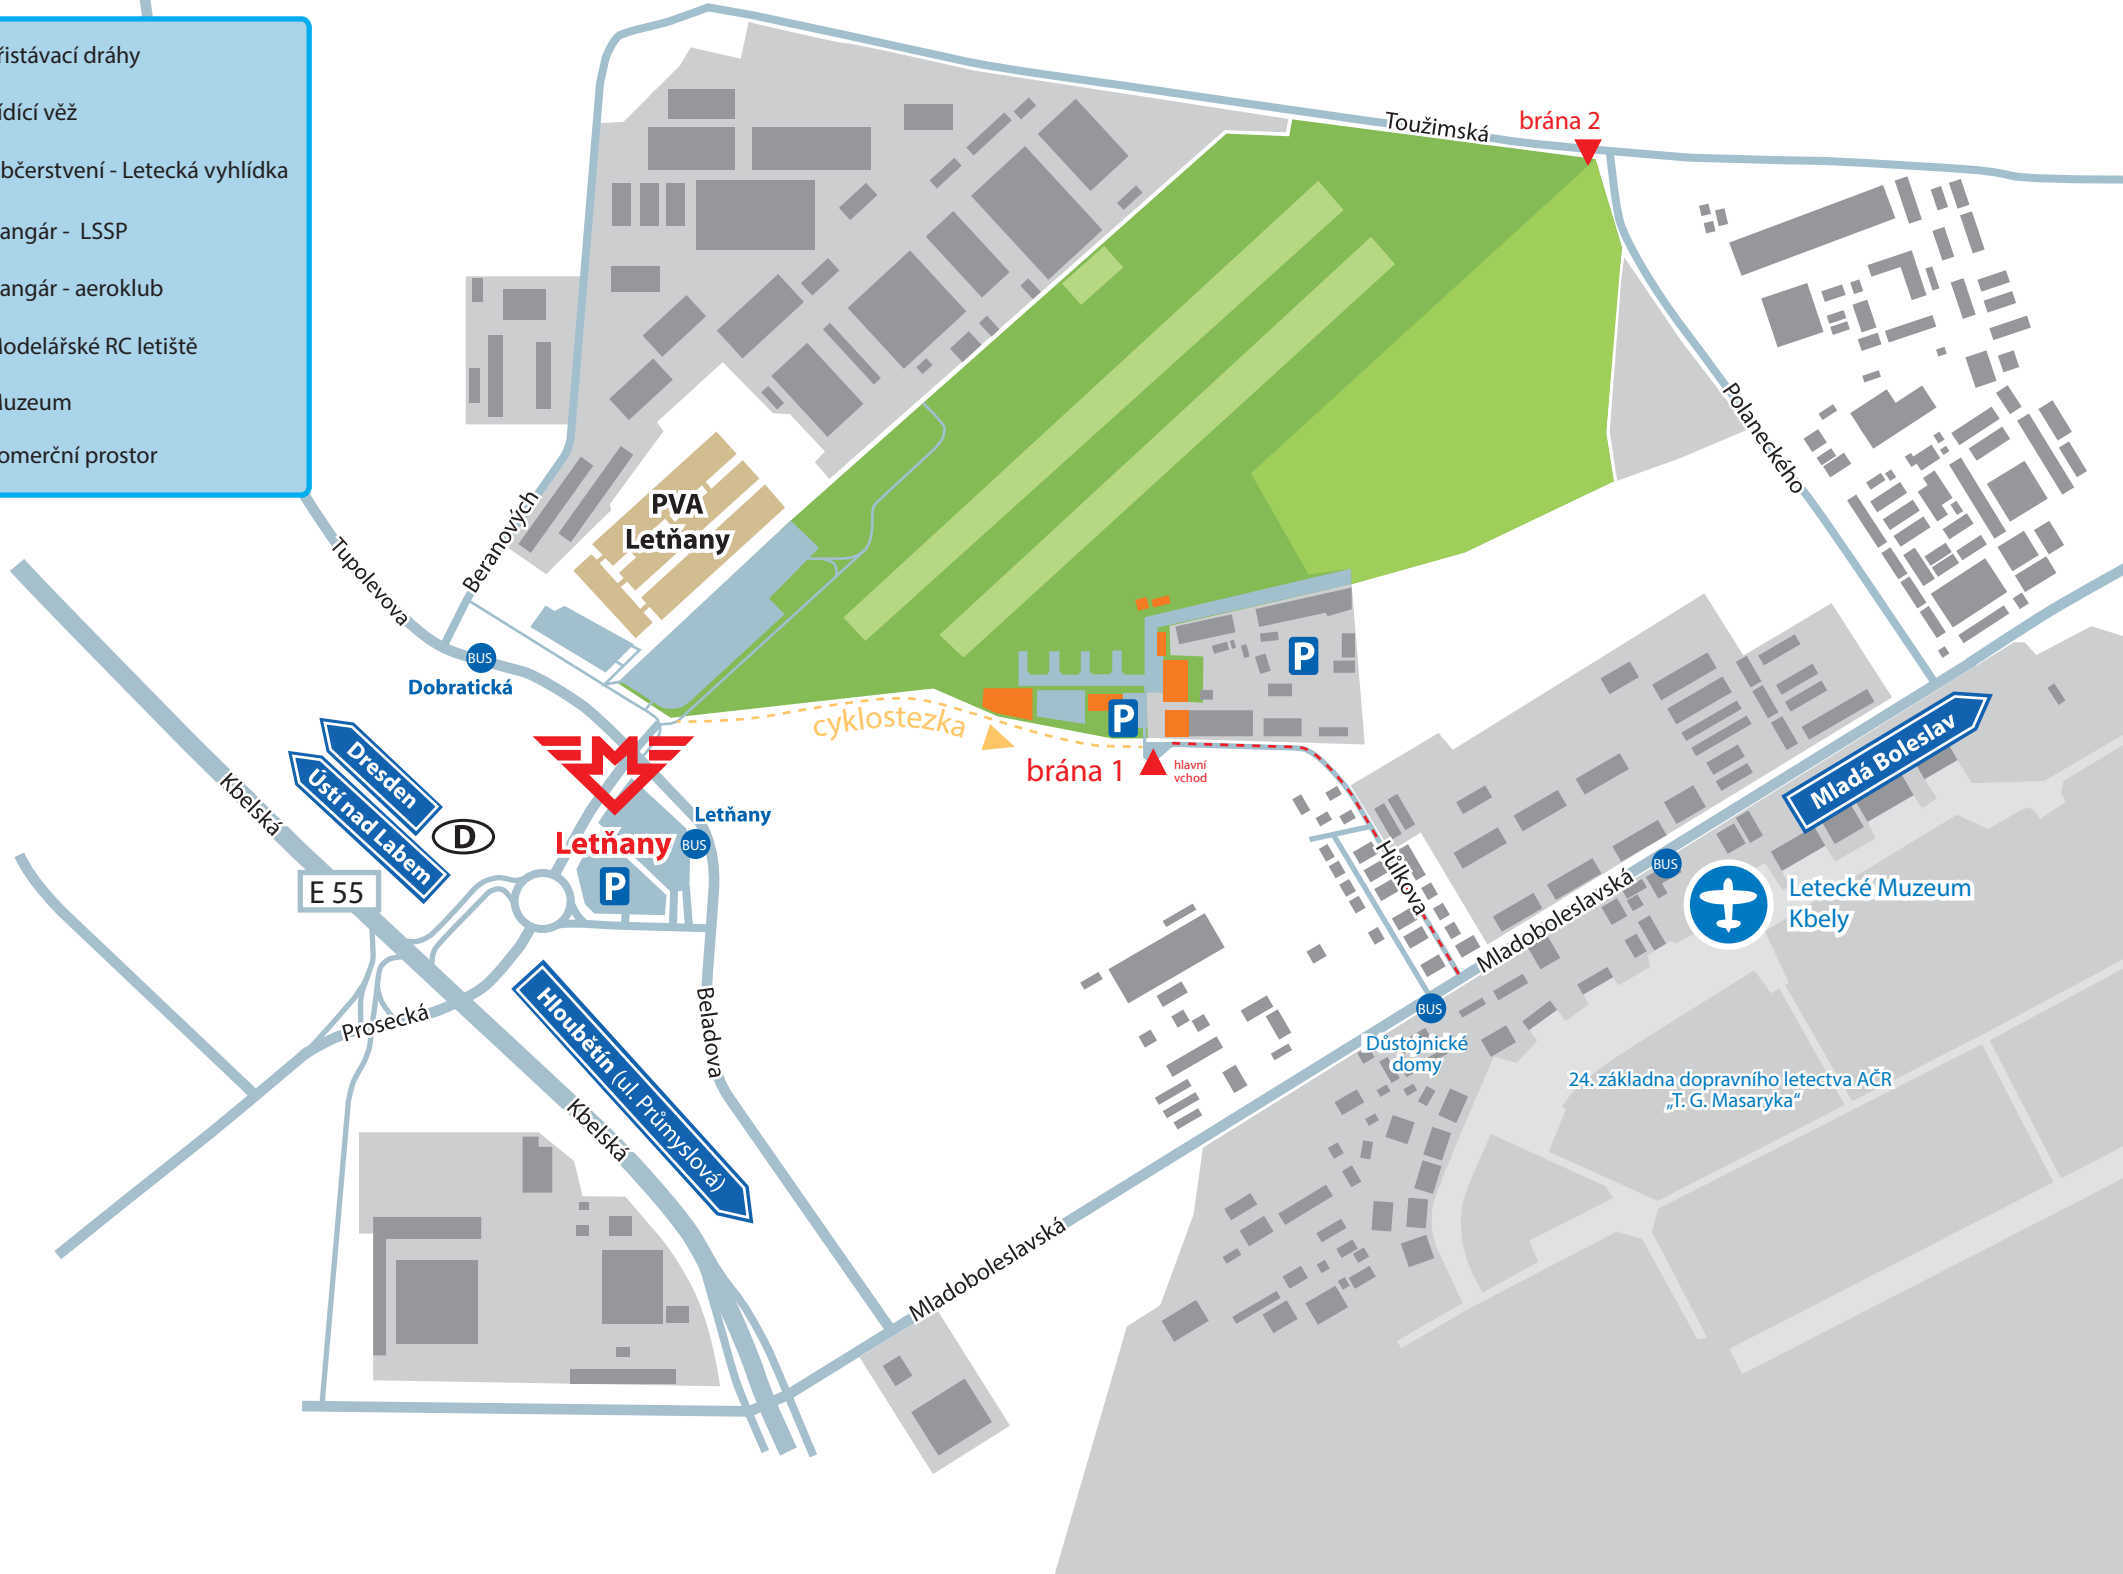 řistávací dráhy
ídící věž
bčerstvení - Letecká vyhlídka
angár - LSSP
angár - aeroklub
odelářské RC letiště
uzeum
omerční prostor
Toužimská
brána 2
Polaneckého
PVA
Letňany
Beranových
Tupolevova
BUS
Dobratická
P
P
cyklostezka
brána 1
hlavní
vchod
Mladá Boleslav
Dresden
Ústí nad Labem
D
Kbelská
E 55
M
Letňany
Letňany
BUS
P
Hůlkova
Mladoboleslavská
BUS
Letecké Muzeum
Kbely
Prosecká
Hloubětín (ul. Průmyslová)
Beladova
BUS
Důstojnické
domy
24. základna dopravního letectva AČR
„T. G. Masaryka“
Kbelská
Mladoboleslavská